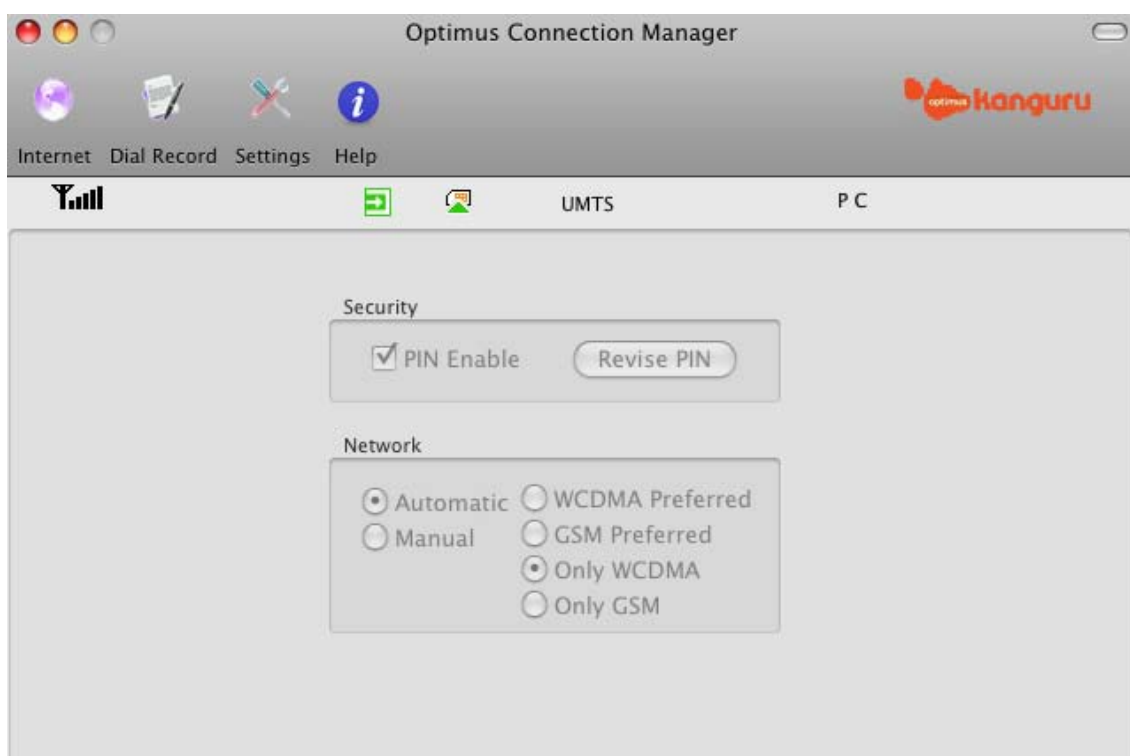 Optimus Connection Manager
optimus kanguru
Internet Dial Record Settings Help
UMTS P C
Security
PIN Enable Revise PIN
Network
Automatic WCDMA Preferred
Manual GSM Preferred
Only WCDMA
Only GSM